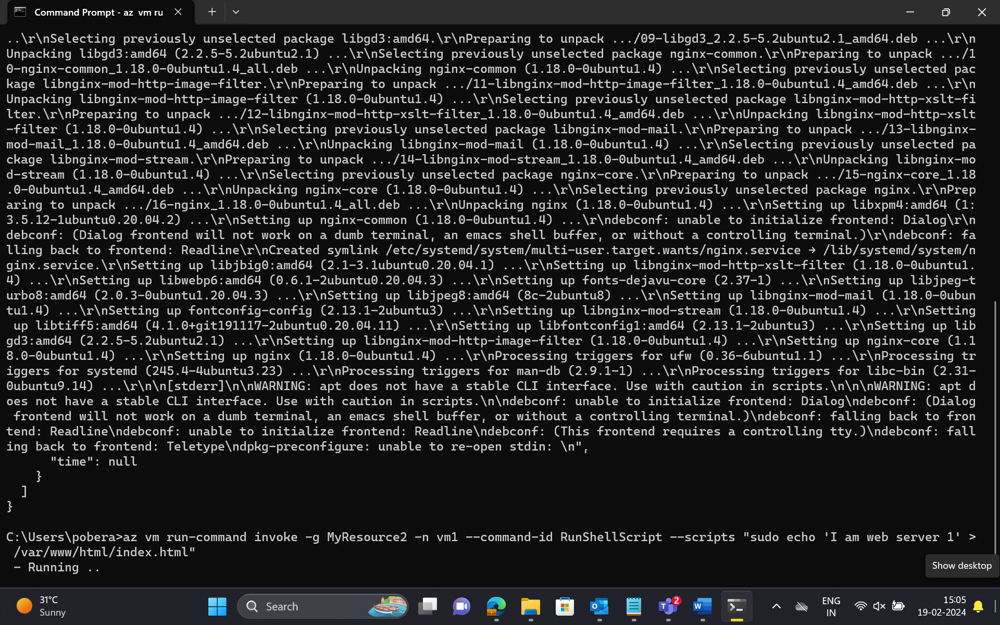 Command Prompt - az  vm ru
..\r\nSelecting previously unselected package libgd3:amd64.\r\nPreparing to unpack .../09-libgd3_2.2.5-5.2ubuntu2.1_amd64.deb ...\r\n
Unpacking libgd3:amd64 (2.2.5-5.2ubuntu2.1) ...\r\nSelecting previously unselected package nginx-common.\r\nPreparing to unpack .../1
0-nginx-common_1.18.0-0ubuntu1.4_all.deb ...\r\nUnpacking nginx-common (1.18.0-0ubuntu1.4) ...\r\nSelecting previously unselected pac
kage libnginx-mod-http-image-filter.\r\nPreparing to unpack .../11-libnginx-mod-http-image-filter_1.18.0-0ubuntu1.4_amd64.deb ...\r\n
Unpacking libnginx-mod-http-image-filter (1.18.0-0ubuntu1.4) ...\r\nSelecting previously unselected package libnginx-mod-http-xslt-fi
lter.\r\nPreparing to unpack .../12-libnginx-mod-http-xslt-filter_1.18.0-0ubuntu1.4_amd64.deb ...\r\nUnpacking libnginx-mod-http-xslt
-filter (1.18.0-0ubuntu1.4) ...\r\nSelecting previously unselected package libnginx-mod-mail.\r\nPreparing to unpack .../13-libnginx-
mod-mail_1.18.0-0ubuntu1.4_amd64.deb ...\r\nUnpacking libnginx-mod-mail (1.18.0-0ubuntu1.4) ...\r\nSelecting previously unselected pa
ckage libnginx-mod-stream.\r\nPreparing to unpack .../14-libnginx-mod-stream_1.18.0-0ubuntu1.4_amd64.deb ...\r\nUnpacking libnginx-mo
d-stream (1.18.0-0ubuntu1.4) ...\r\nSelecting previously unselected package nginx-core.\r\nPreparing to unpack .../15-nginx-core_1.18
.0-0ubuntu1.4_amd64.deb ...\r\nUnpacking nginx-core (1.18.0-0ubuntu1.4) ...\r\nSelecting previously unselected package nginx.\r\nPrep
aring to unpack .../16-nginx_1.18.0-0ubuntu1.4_all.deb ...\r\nUnpacking nginx (1.18.0-0ubuntu1.4) ...\r\nSetting up libxpm4:amd64 (1:
3.5.12-1ubuntu0.20.04.2) ...\r\nSetting up nginx-common (1.18.0-0ubuntu1.4) ...\r\ndebconf: unable to initialize frontend: Dialog\r\n
debconf: (Dialog frontend will not work on a dumb terminal, an emacs shell buffer, or without a controlling terminal.)\r\ndebconf: fa
lling back to frontend: Readline\r\nCreated symlink /etc/systemd/system/multi-user.target.wants/nginx.service → /lib/systemd/system/n
ginx.service.\r\nSetting up libjbig0:amd64 (2.1-3.1ubuntu0.20.04.1) ...\r\nSetting up libnginx-mod-http-xslt-filter (1.18.0-0ubuntu1.
4) ...\r\nSetting up libwebp6:amd64 (0.6.1-2ubuntu0.20.04.3) ...\r\nSetting up fonts-dejavu-core (2.37-1) ...\r\nSetting up libjpeg-t
urbo8:amd64 (2.0.3-0ubuntu1.20.04.3) ...\r\nSetting up libjpeg8:amd64 (8c-2ubuntu8) ...\r\nSetting up libnginx-mod-mail (1.18.0-0ubun
tu1.4) ...\r\nSetting up fontconfig-config (2.13.1-2ubuntu3) ...\r\nSetting up libnginx-mod-stream (1.18.0-0ubuntu1.4) ...\r\nSetting
 up libtiff5:amd64 (4.1.0+git191117-2ubuntu0.20.04.11) ...\r\nSetting up libfontconfig1:amd64 (2.13.1-2ubuntu3) ...\r\nSetting up lib
gd3:amd64 (2.2.5-5.2ubuntu2.1) ...\r\nSetting up libnginx-mod-http-image-filter (1.18.0-0ubuntu1.4) ...\r\nSetting up nginx-core (1.1
8.0-0ubuntu1.4) ...\r\nSetting up nginx (1.18.0-0ubuntu1.4) ...\r\nProcessing triggers for ufw (0.36-6ubuntu1.1) ...\r\nProcessing tr
iggers for systemd (245.4-4ubuntu3.23) ...\r\nProcessing triggers for man-db (2.9.1-1) ...\r\nProcessing triggers for libc-bin (2.31-
0ubuntu9.14) ...\r\n\n[stderr]\n\nWARNING: apt does not have a stable CLI interface. Use with caution in scripts.\n\n\nWARNING: apt d
oes not have a stable CLI interface. Use with caution in scripts.\n\ndebconf: unable to initialize frontend: Dialog\ndebconf: (Dialog
 frontend will not work on a dumb terminal, an emacs shell buffer, or without a controlling terminal.)\ndebconf: falling back to fron
tend: Readline\ndebconf: unable to initialize frontend: Readline\ndebconf: (This frontend requires a controlling tty.)\ndebconf: fall
ing back to frontend: Teletype\ndpkg-preconfigure: unable to re-open stdin: \n",
      "time": null
    }
  ]
}
C:\Users\pobera>az vm run-command invoke -g MyResource2 -n vm1 --command-id RunShellScript --scripts "sudo echo 'I am web server 1' >
 /var/www/html/index.html"
 - Running ..
Show desktop
31°C
Sunny
Search
2
ENG
IN
15:05
19-02-2024